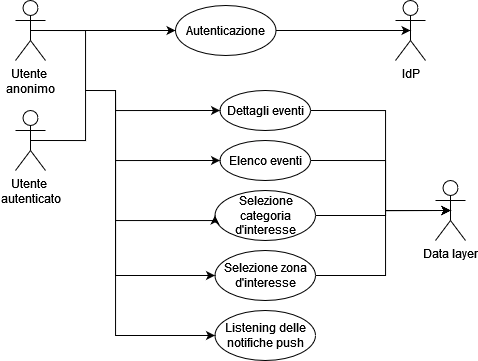 Autenticazione
Utente
anonimo
IdP
Dettagli eventi
Elenco eventi
Utente
autenticato
Selezione
categoria
d'interesse
Data layer
Selezione zona
d'interesse
Listening delle
notifiche push